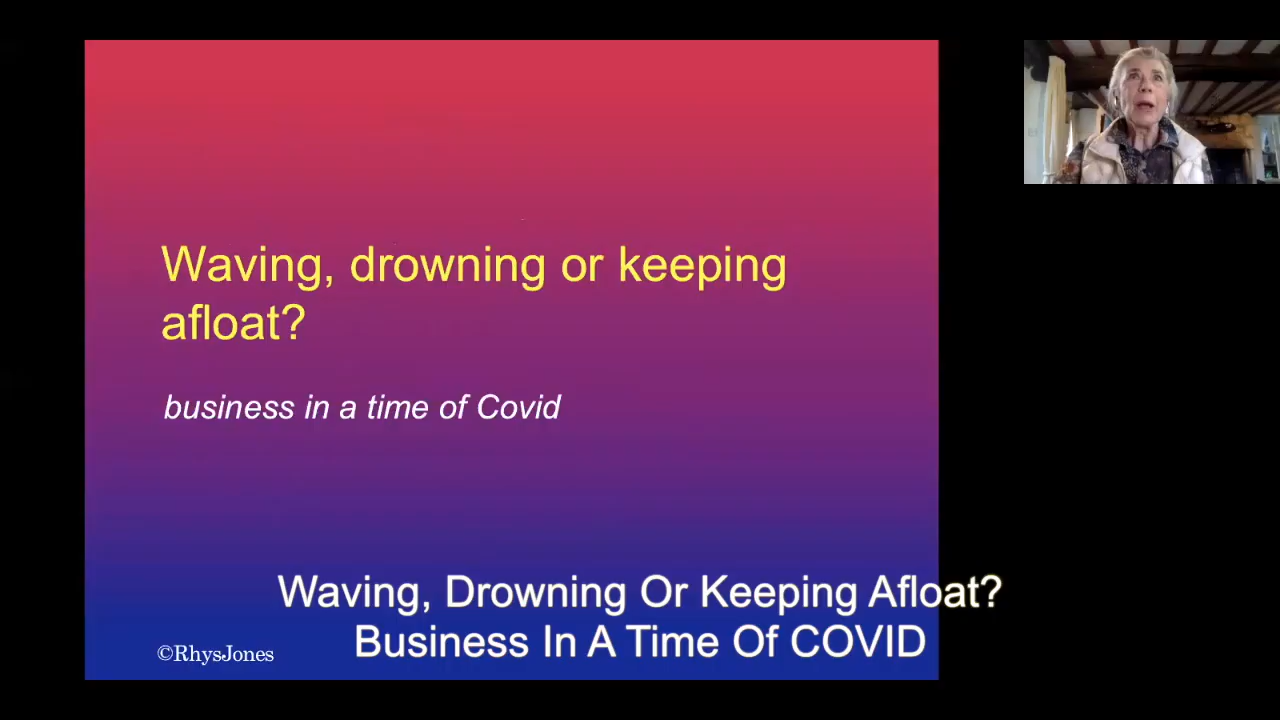 Waving, drowning or keeping
afloat?
business in a time of Covid
Waving, Drowning Or Keeping Afloat?
Business In A Time Of COVID
©RhysJones